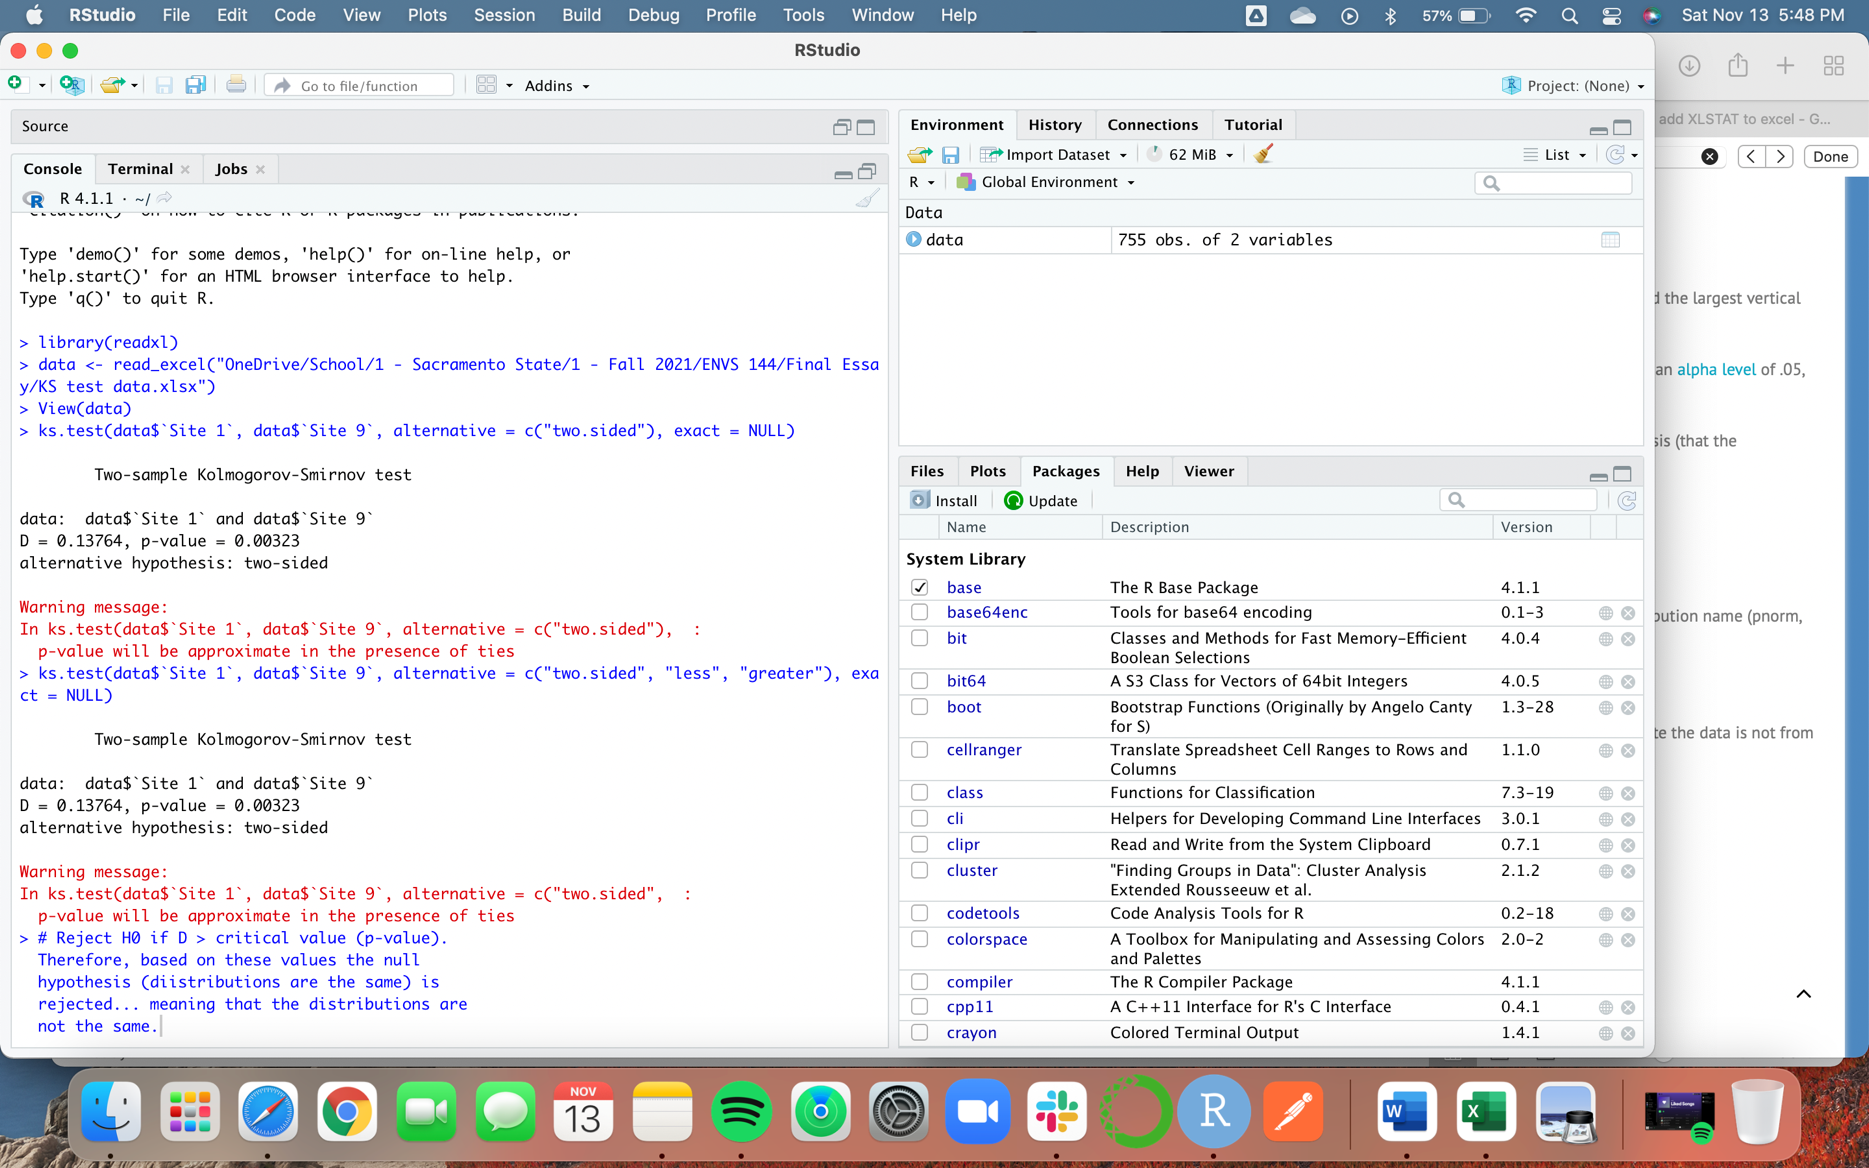 RStudio File Edit Code View Plots Session Build Debug Profile Tools Window Help 57% Sat Nov 13 5:48 PM
RStudio
Go to file/function Addins Project: (None)
Source
Console Terminal Jobs
R 4.1.1 · ~/
'citation()' on how to cite R or R packages in publications.
Type 'demo()' for some demos, 'help()' for on-line help, or
'help.start()' for an HTML browser interface to help.
Type 'q()' to quit R.
> library(readxl)
> data <- read_excel("OneDrive/School/1 - Sacramento State/1 - Fall 2021/ENVS 144/Final Essa
y/KS test data.xlsx")
> View(data)
> ks.test(data$`Site 1`, data$`Site 9`, alternative = c("two.sided"), exact = NULL)
Two-sample Kolmogorov-Smirnov test
data:  data$`Site 1` and data$`Site 9`
D = 0.13764, p-value = 0.00323
alternative hypothesis: two-sided
Warning message:
In ks.test(data$`Site 1`, data$`Site 9`, alternative = c("two.sided"),  :
p-value will be approximate in the presence of ties
> ks.test(data$`Site 1`, data$`Site 9`, alternative = c("two.sided", "less", "greater"), exa
ct = NULL)
Two-sample Kolmogorov-Smirnov test
data:  data$`Site 1` and data$`Site 9`
D = 0.13764, p-value = 0.00323
alternative hypothesis: two-sided
Warning message:
In ks.test(data$`Site 1`, data$`Site 9`, alternative = c("two.sided",  :
p-value will be approximate in the presence of ties
> # Reject H0 if D > critical value (p-value).
Therefore, based on these values the null
hypothesis (diistributions are the same) is
rejected... meaning that the distributions are
not the same.
Environment History Connections Tutorial
Import Dataset 62 MiB List
R Global Environment
Data
data 755 obs. of 2 variables
Files Plots Packages Help Viewer
Install Update
Name Description Version
System Library
base The R Base Package 4.1.1
base64enc Tools for base64 encoding 0.1-3
bit Classes and Methods for Fast Memory-Efficient 4.0.4
Boolean Selections
bit64 A S3 Class for Vectors of 64bit Integers 4.0.5
boot Bootstrap Functions (Originally by Angelo Canty 1.3-28
for S)
cellranger Translate Spreadsheet Cell Ranges to Rows and 1.1.0
Columns
class Functions for Classification 7.3-19
cli Helpers for Developing Command Line Interfaces 3.0.1
clipr Read and Write from the System Clipboard 0.7.1
cluster "Finding Groups in Data": Cluster Analysis 2.1.2
Extended Rousseeuw et al.
codetools Code Analysis Tools for R 0.2-18
colorspace A Toolbox for Manipulating and Assessing Colors 2.0-2
and Palettes
compiler The R Compiler Package 4.1.1
cpp11 A C++11 Interface for R's C Interface 0.4.1
crayon Colored Terminal Output 1.4.1
add XLSTAT to excel - G...
Done
d the largest vertical
an alpha level of .05,
sis (that the
bution name (pnorm,
te the data is not from
NOV
13
R
W
X
Liked Songs